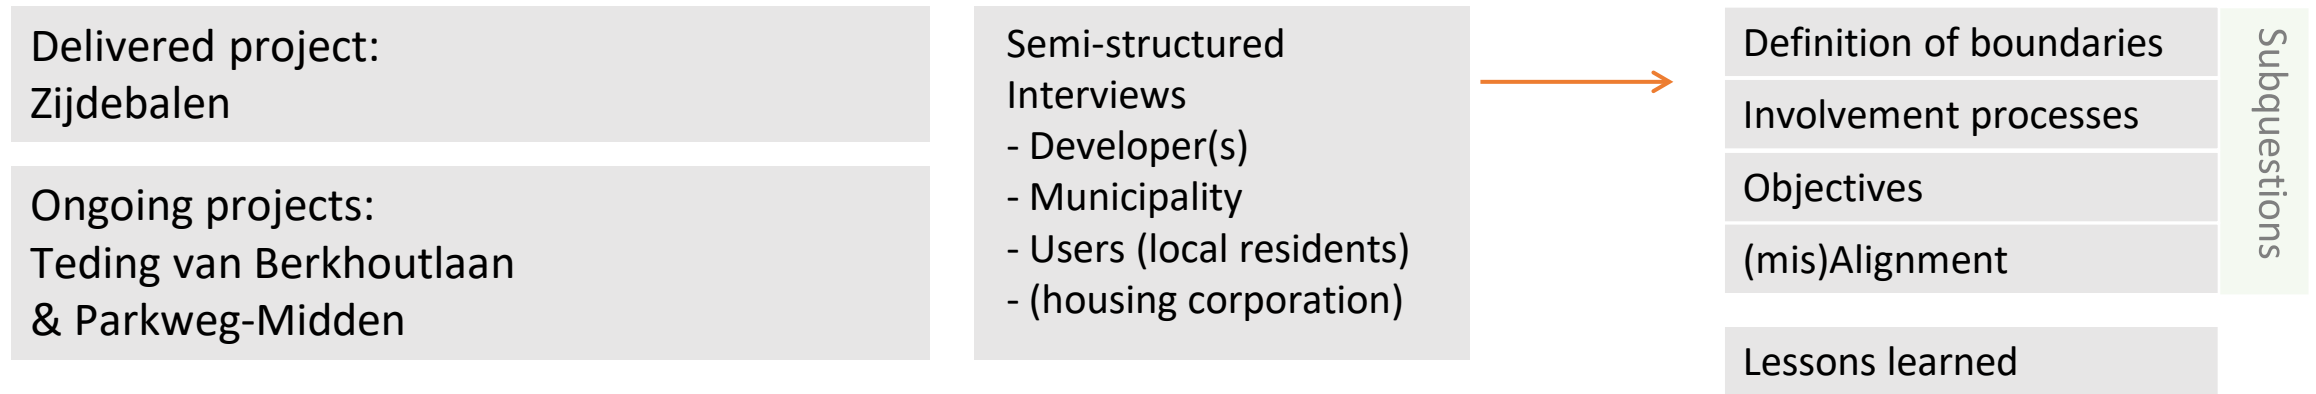 Delivered project:
Zijdebalen
Ongoing projects:
Teding van Berkhoutlaan
& Parkweg-Midden
Semi-structured
Interviews
- Developer(s)
- Municipality
- Users (local residents)
- (housing corporation)
Definition of boundaries
Involvement processes
Objectives
(mis)Alignment
Lessons learned
Subquestions